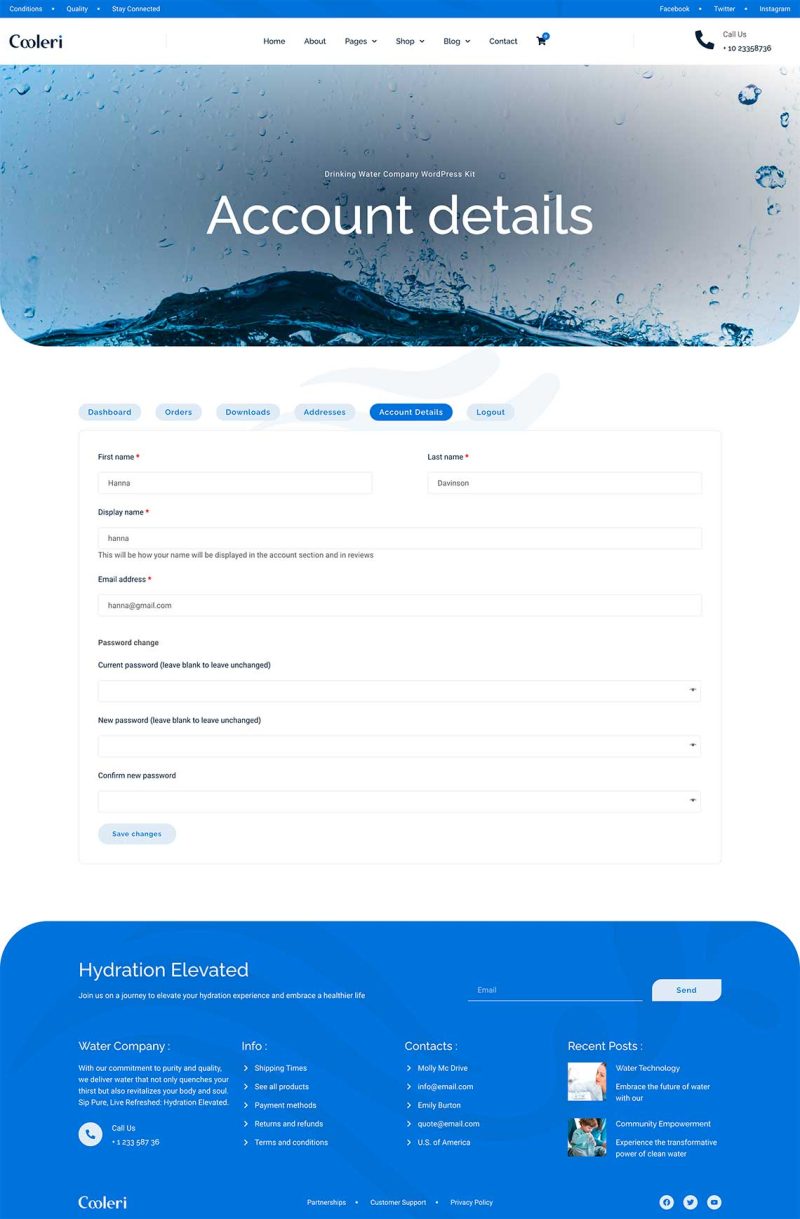 Conditions • Quality • Stay Connected
Facebook • Twitter • Instagram
Cooleri
Home About Pages Shop Blog Contact
0
Call Us
+ 10 23358736
Drinking Water Company WordPress Kit
Account details
Dashboard Orders Downloads Addresses Account Details Logout
First name * Last name *
Hanna Davinson
Display name *
hanna
This will be how your name will be displayed in the account section and in reviews
Email address *
hanna@gmail.com
Password change
Current password (leave blank to leave unchanged)
New password (leave blank to leave unchanged)
Confirm new password
Save changes
Hydration Elevated
Join us on a journey to elevate your hydration experience and embrace a healthier life
Email Send
Water Company :
With our commitment to purity and quality,
we deliver water that not only quenches your
thirst but also revitalizes your body and soul.
Sip Pure, Live Refreshed: Hydration Elevated.
Call Us
+ 1 233 587 36
Info :
Shipping Times
See all products
Payment methods
Returns and refunds
Terms and conditions
Contacts :
Molly Mc Drive
info@email.com
Emily Burton
quote@email.com
U.S. of America
Recent Posts :
Water Technology
Embrace the future of water
with our
Community Empowerment
Experience the transformative
power of clean water
Cooleri
Partnerships • Customer Support • Privacy Policy